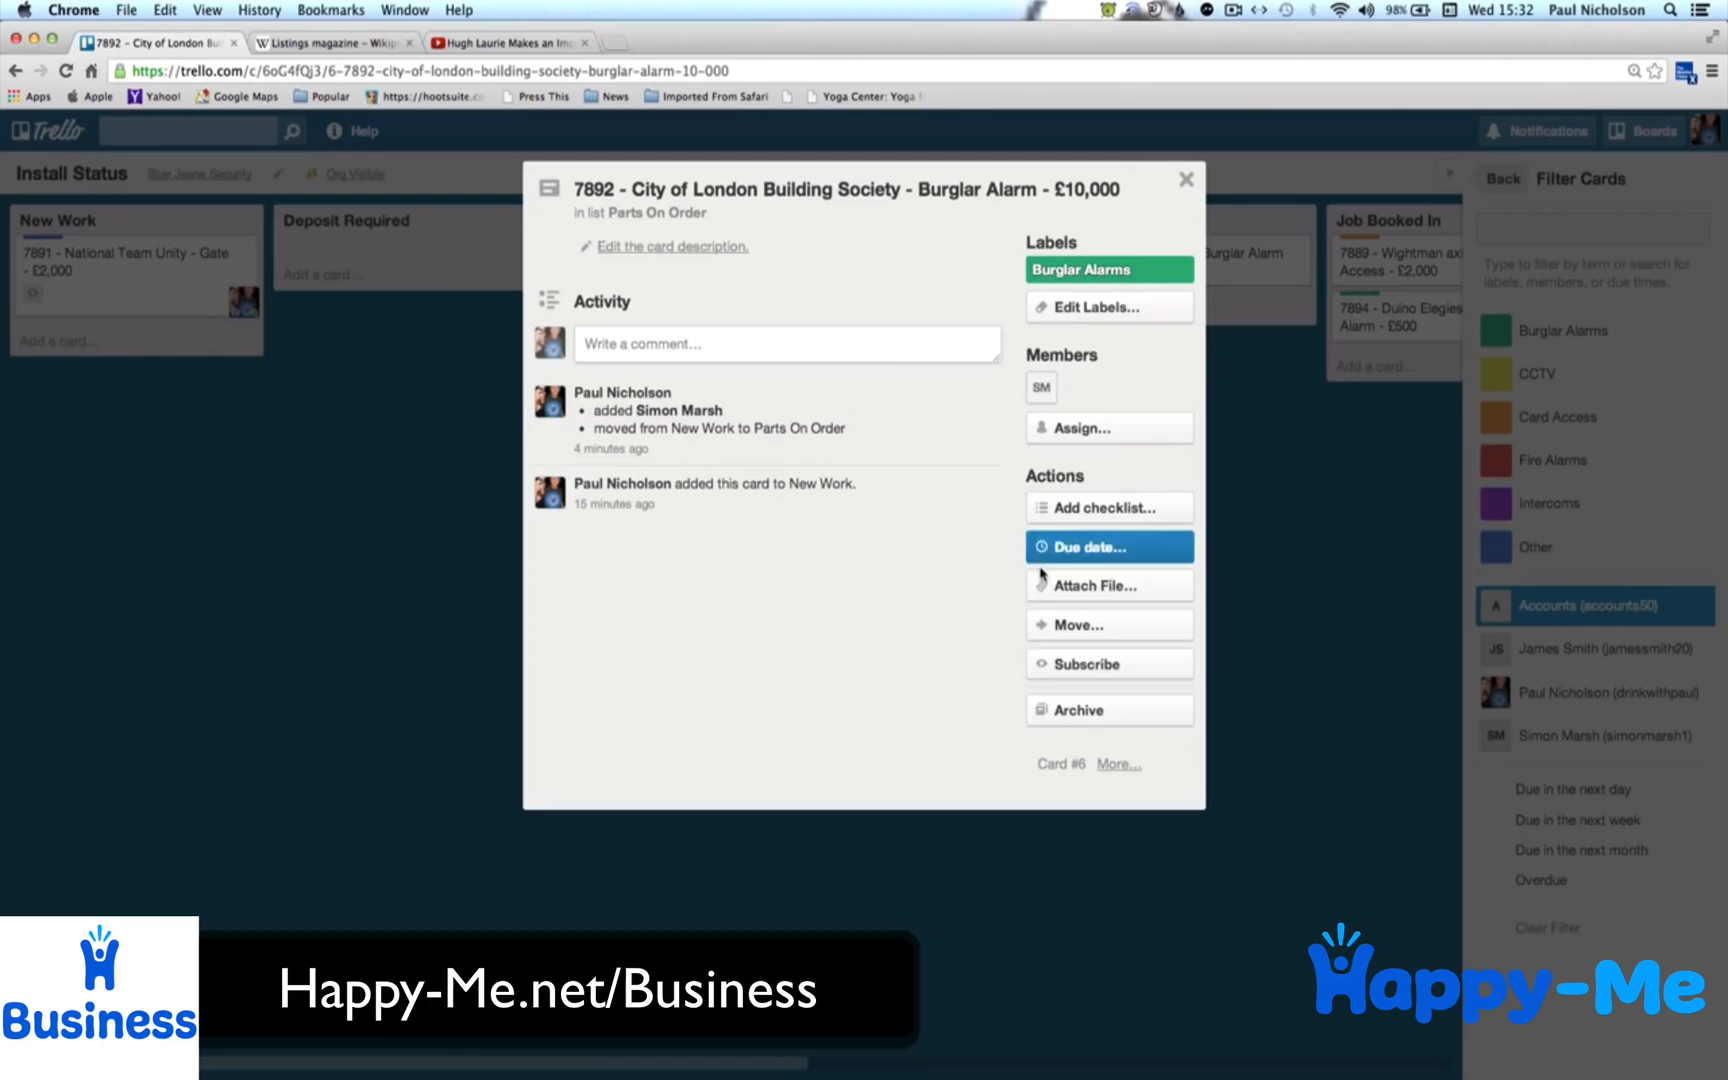 Chrome File Edit View History Bookmarks Window Help 98% Wed 15:32 Paul Nicholson
7892 - City of London Bu Listings magazine - Wikip Hugh Laurie Makes an Im
https://trello.com/c/6oG4fQj3/6-7892-city-of-london-building-society-burglar-alarm-10-000
Apps Apple Yahoo! Google Maps Popular https://hootsuite.c Press This News Imported From Safari Yoga Center: Yoga
Trello Help Notifications Boards
Install Status Blue Jeans Security Org Visible
New Work
7891 - National Team Unity - Gate
- £2,000
Add a card...
Deposit Required
Add a card...
7892 - City of London Building Society - Burglar Alarm - £10,000
in list Parts On Order
Edit the card description.
Activity
Write a comment...
Paul Nicholson
• added Simon Marsh
• moved from New Work to Parts On Order
4 minutes ago
Paul Nicholson added this card to New Work.
15 minutes ago
Labels
Burglar Alarms
Edit Labels...
Members
SM
Assign...
Actions
Add checklist...
Due date...
Attach File...
Move...
Subscribe
Archive
Card #6 More...
Burglar Alarm
Job Booked In
7889 - Wightman axl
Access - £2,000
7894 - Duino Elegies
Alarm - £500
Add a card...
Back Filter Cards
Type to filter by term or search for
labels, members, or due times.
Burglar Alarms
CCTV
Card Access
Fire Alarms
Intercoms
Other
A Accounts (accounts50)
JS James Smith (jamessmith20)
Paul Nicholson (drinkwithpaul)
SM Simon Marsh (simonmarsh1)
Due in the next day
Due in the next week
Due in the next month
Overdue
Clear Filter
Business
Happy-Me.net/Business
Happy-Me